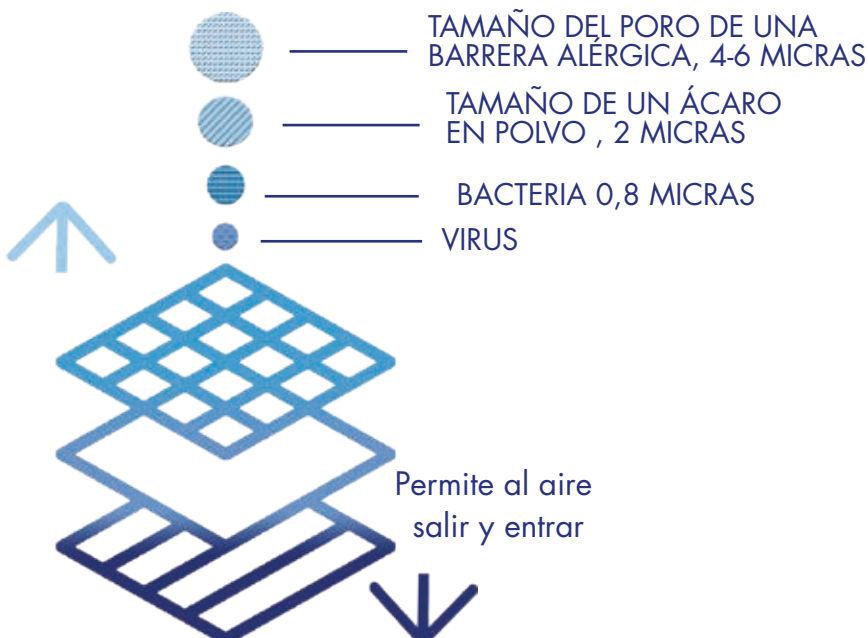 TAMAÑO DEL PORO DE UNA
BARRERA ALÉRGICA, 4-6 MICRAS
TAMAÑO DE UN ÁCARO
EN POLVO , 2 MICRAS
BACTERIA 0,8 MICRAS
VIRUS
Permite al aire
salir y entrar